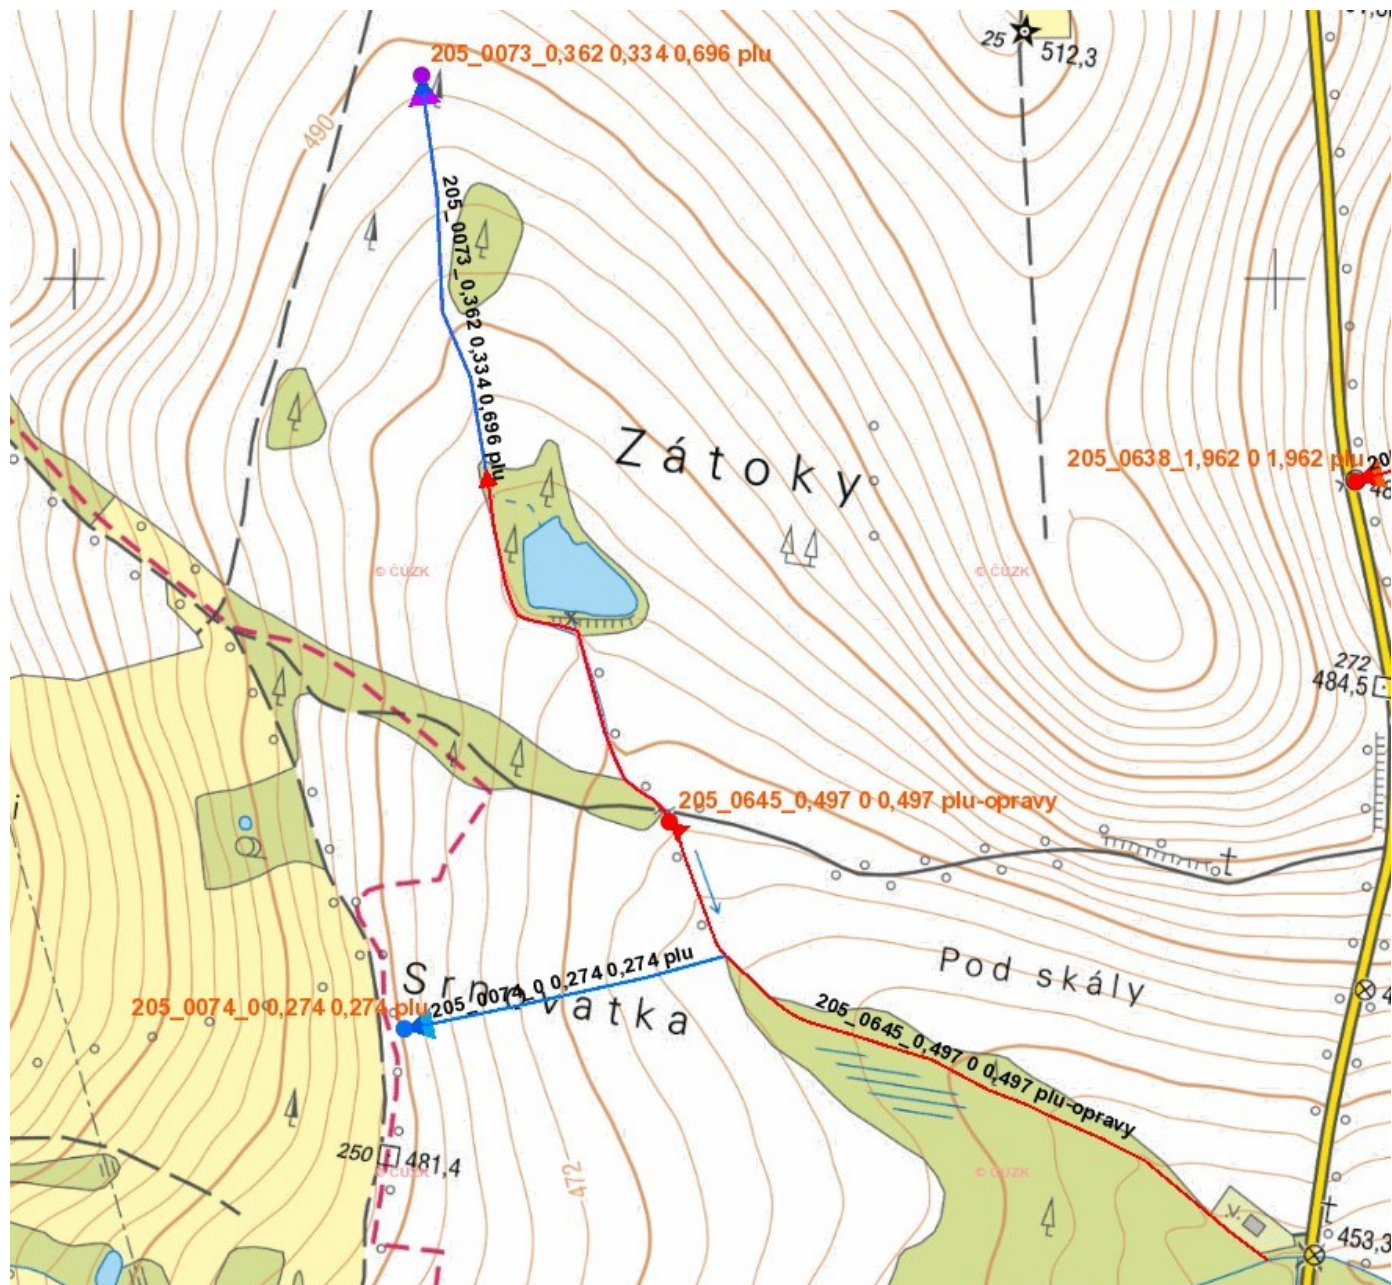 25
512,3
205_0073_0,362 0,334 0,696 plu
490
205_0073_0,362 0,334 0,696 plu
Zátoky
205_0638_1,962 0 1,962 plu
© ČÚZK
© ČÚZK
272
484,5
205_0645_0,497 0 0,497 plu-opravy
205_0074_0 0,274 0,274 plu
205_0074_0 0,274 0,274 plu
Pod skály
205_0645_0,497 0 0,497 plu-opravy
250
481,4
© ČÚZK
472
© ČÚZK
v.
453,3